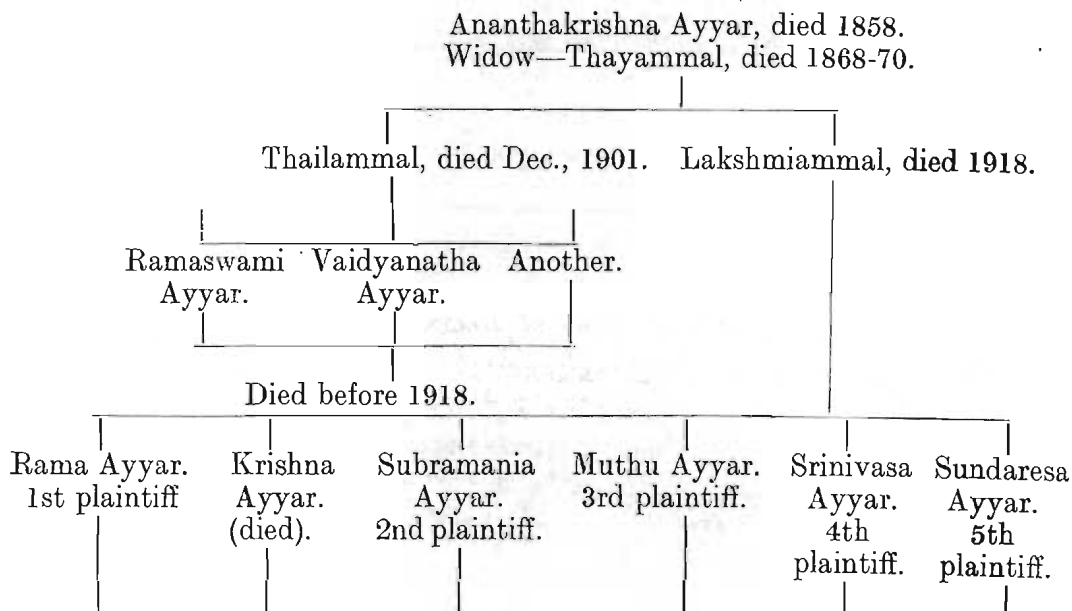 Ananthakrishna Ayyar, died 1858.
Widow—Thayammal, died 1868-70.
Thailammal, died Dec., 1901. Lakshmiammal, died 1918.
Ramaswami Vaidyanatha Another.
Ayyar. Ayyar.
Died before 1918.
Rama Ayyar. Krishna Subramania Muthu Ayyar. Srinivasa Sundaresa
1st plaintiff Ayyar. Ayyar. 3rd plaintiff. Ayyar. Ayyar.
(died). 2nd plaintiff. 4th 5th
plaintiff. plaintiff.